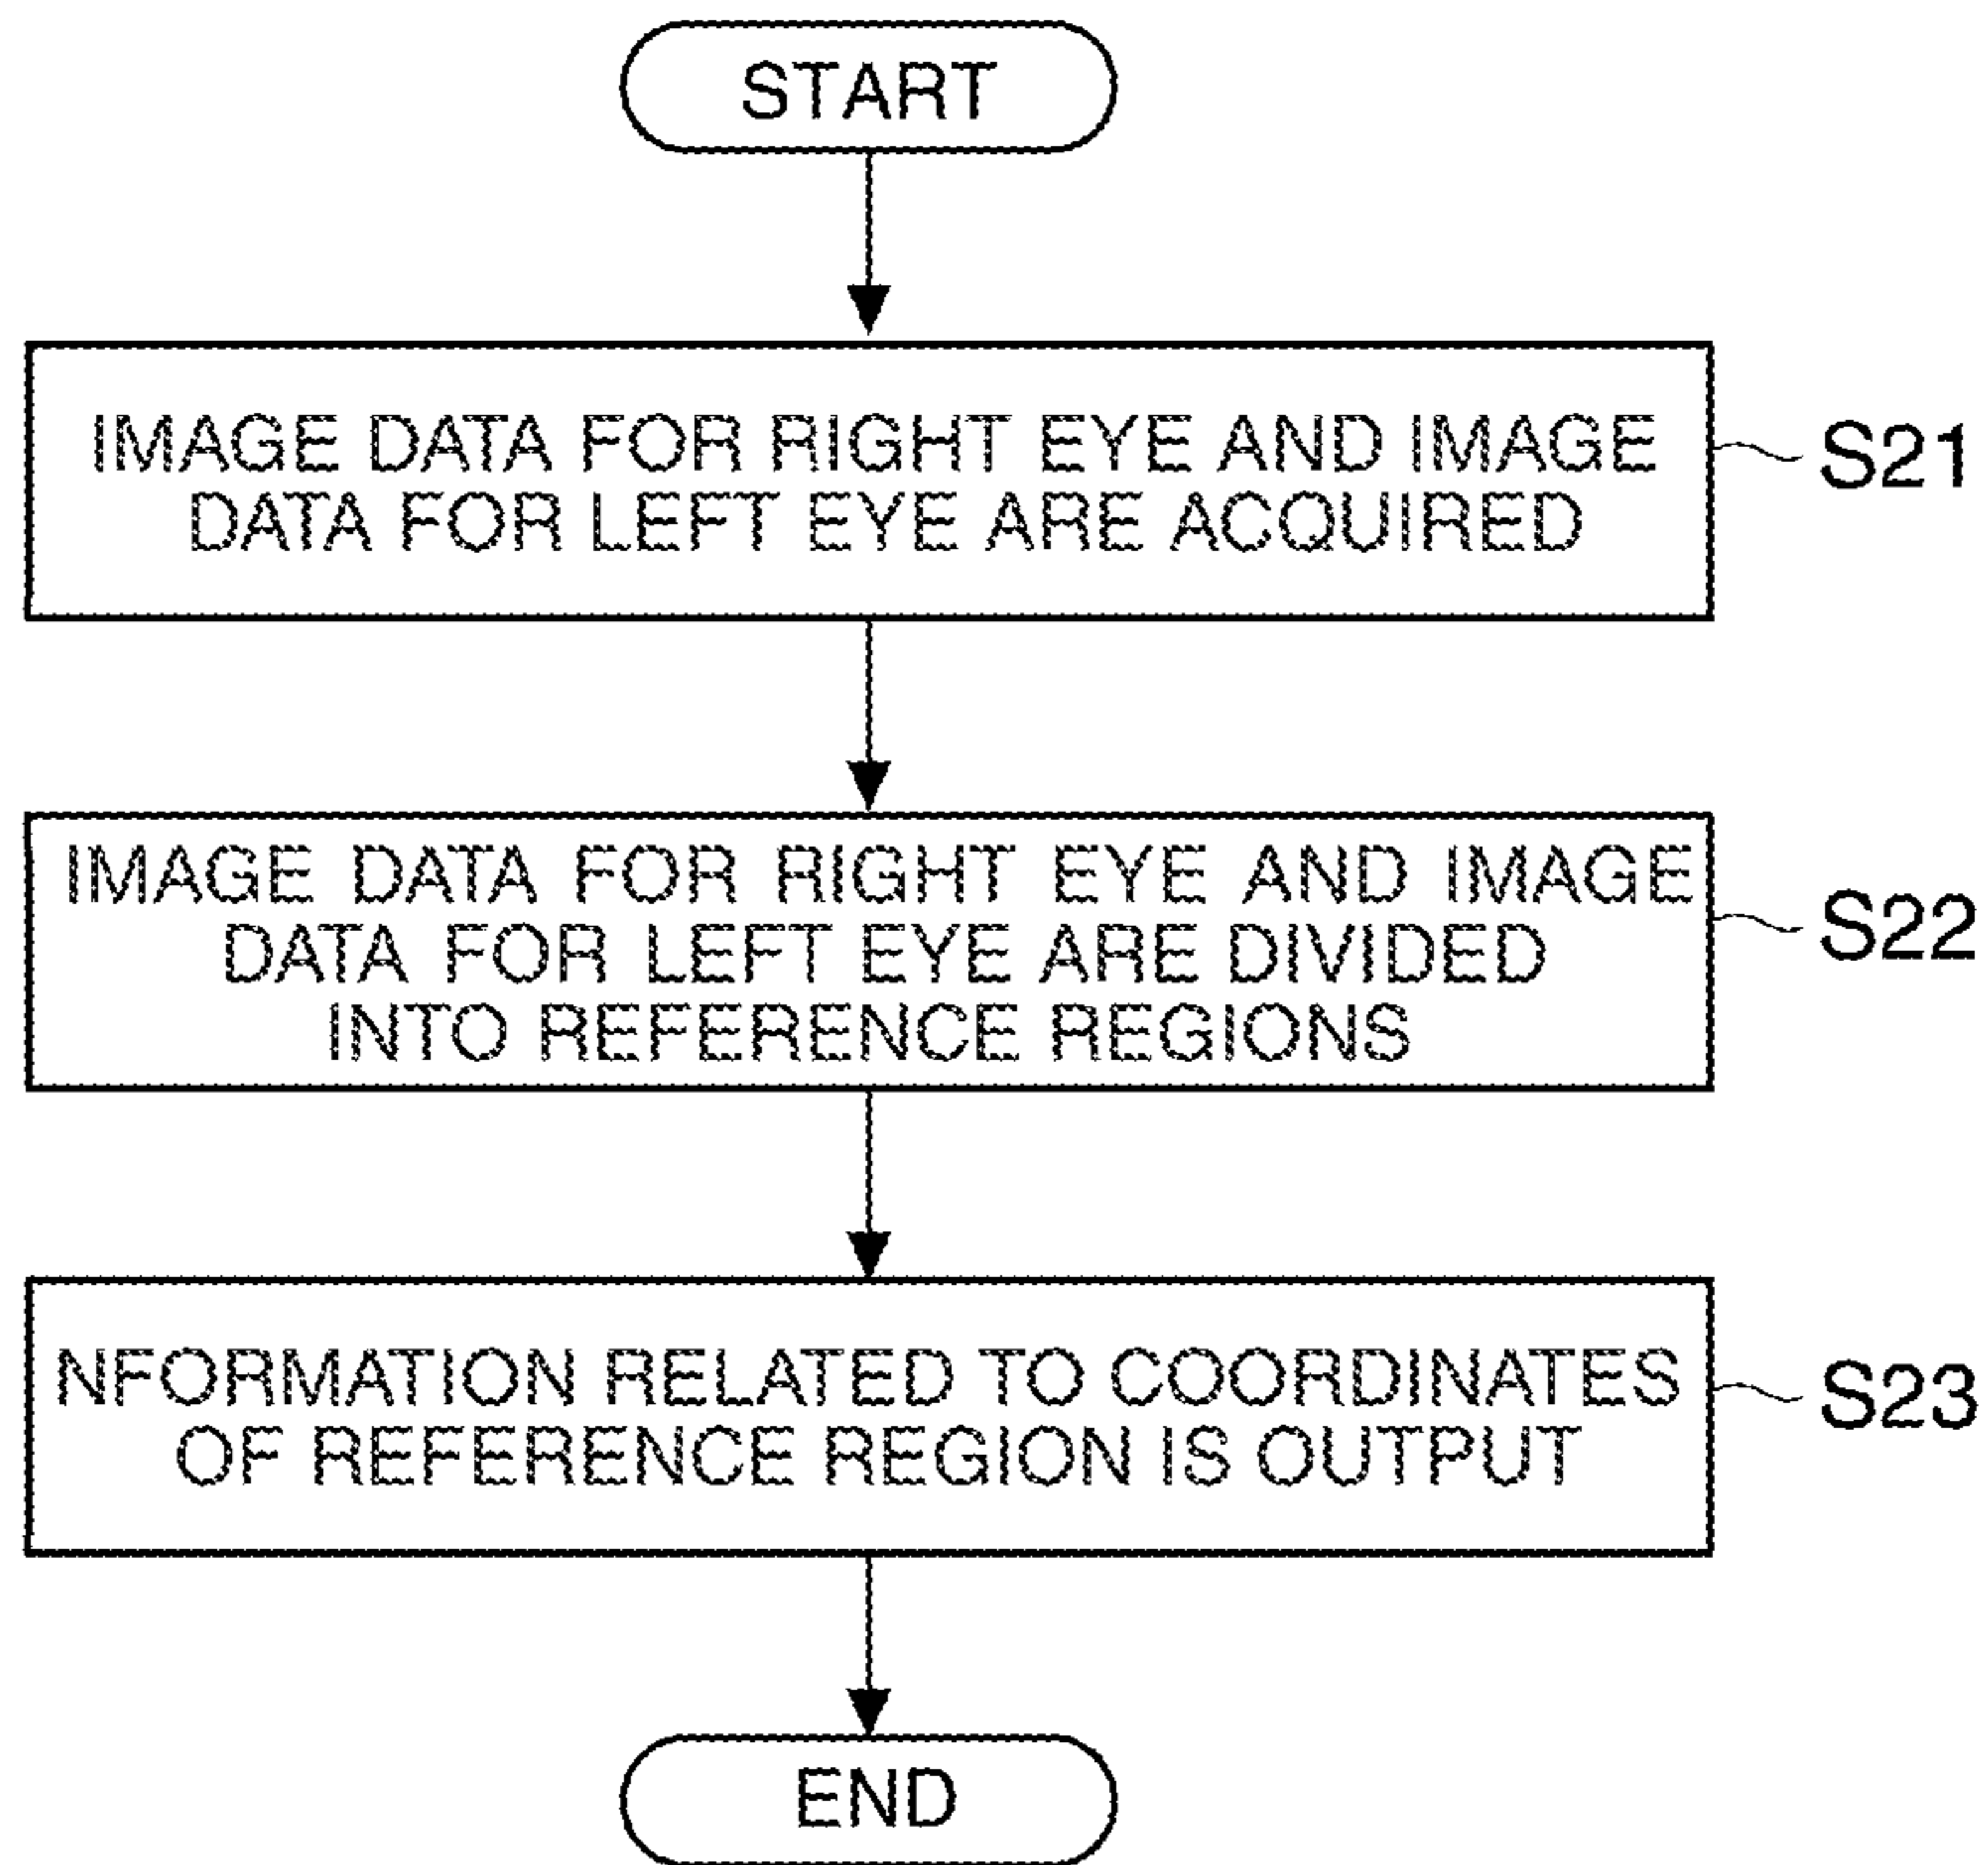 START
IMAGE DATA FOR RIGHT EYE AND IMAGE
DATA FOR LEFT EYE ARE ACQUIRED
S21
IMAGE DATA FOR RIGHT EYE AND IMAGE
DATA FOR LEFT EYE ARE DIVIDED
INTO REFERENCE REGIONS
S22
NFORMATION RELATED TO COORDINATES
OF REFERENCE REGION IS OUTPUT
S23
END